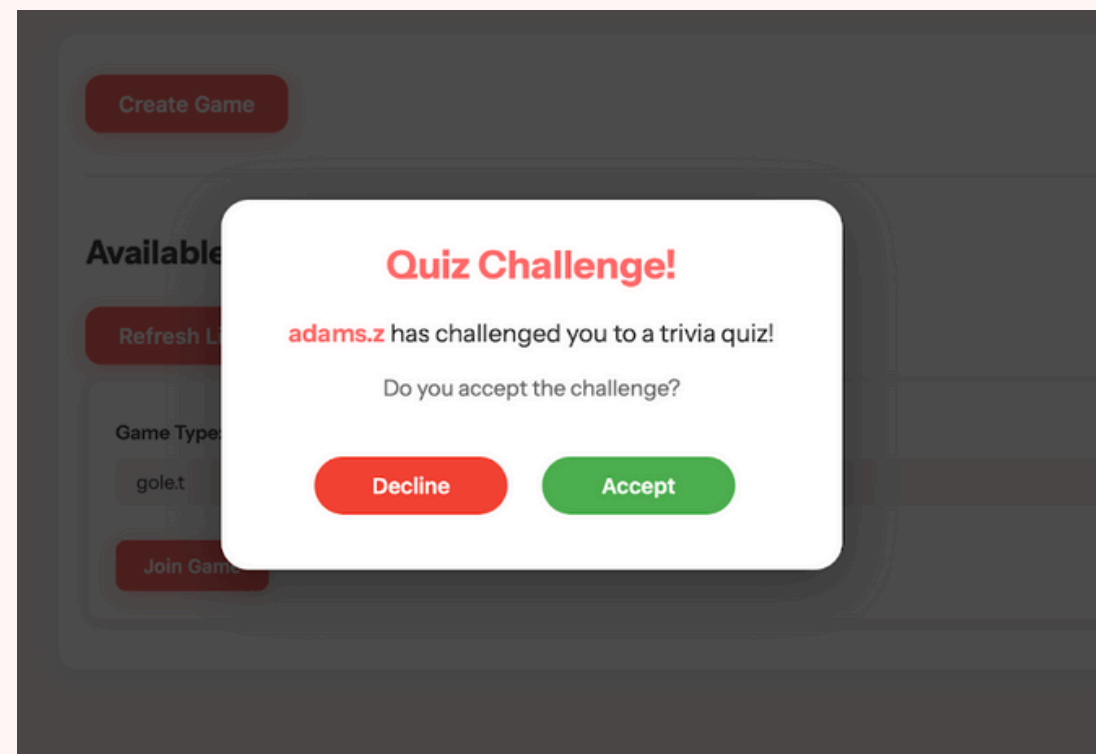 Create Game
Available
Quiz Challenge!
Refresh Li
adams.z has challenged you to a trivia quiz!
Do you accept the challenge?
Game Type:
gole.t
Decline
Accept
Join Game